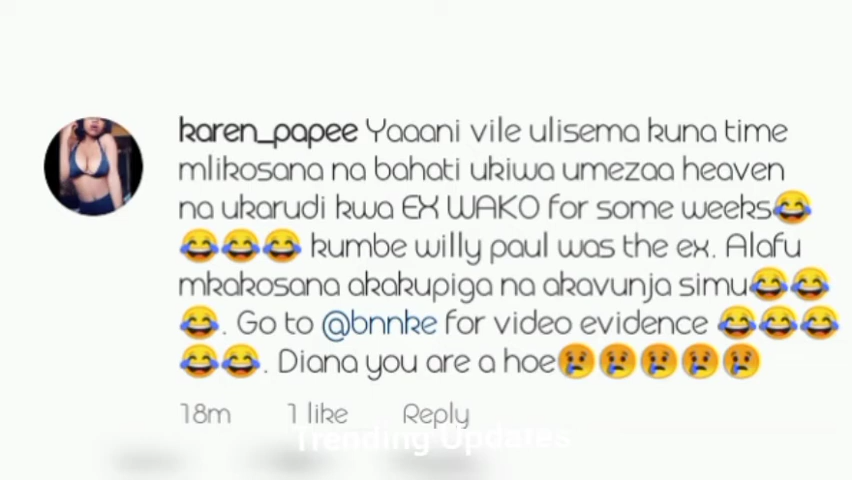 karen_papee Yaaani vile ulisema kuna time
mlikosana na bahati ukiwa umezaa heaven
na ukarudi kwa EX WAKO for some weeks😂
😂😂😂 kumbe willy paul was the ex. Alafu
mkakosana akakupiga na akavunja simu😂😂
😂. Go to @bnnke for video evidence 😂😂😂
😂😂. Diana you are a hoe😢😢😢😢😢
18m 1 like Reply
Trending Updates